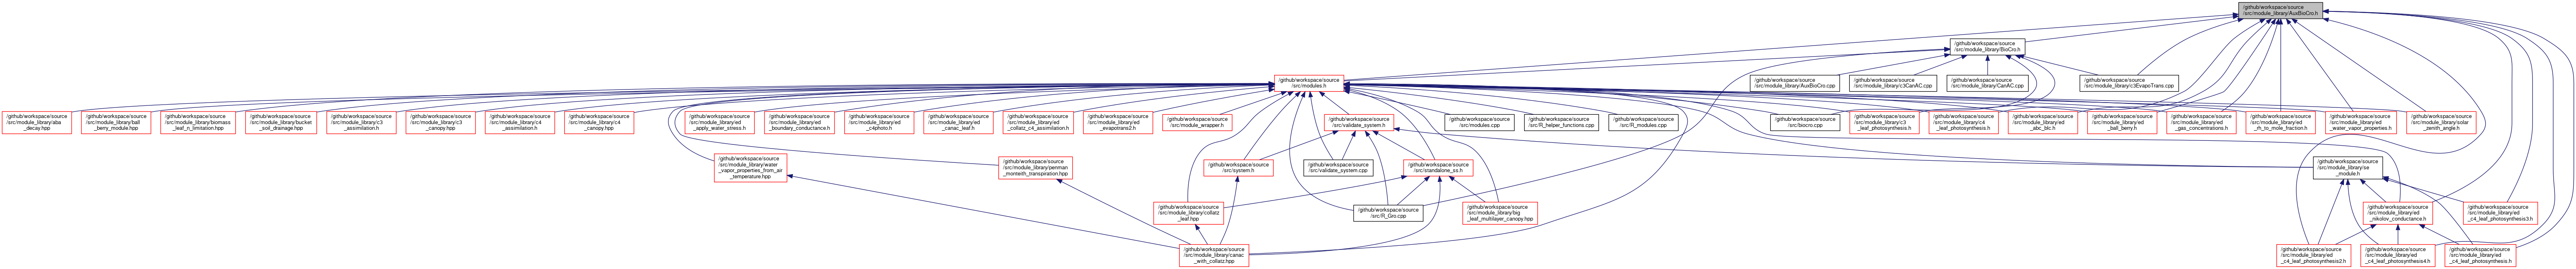 /github/workspace/source
/src/module_library/AuxBioCro.h
/github/workspace/source
/src/module_library/BioCro.h
/github/workspace/source
/src/modules.h
/github/workspace/source
/src/module_library/AuxBioCro.cpp
/github/workspace/source
/src/module_library/c3CanAC.cpp
/github/workspace/source
/src/module_library/CanAC.cpp
/github/workspace/source
/src/module_library/c3EvapoTrans.cpp
/github/workspace/source
/src/module_library/aba
_decay.hpp
/github/workspace/source
/src/module_library/ball
_berry_module.hpp
/github/workspace/source
/src/module_library/biomass
_leaf_n_limitation.hpp
/github/workspace/source
/src/module_library/bucket
_soil_drainage.hpp
/github/workspace/source
/src/module_library/c3
_assimilation.h
/github/workspace/source
/src/module_library/c3
_canopy.hpp
/github/workspace/source
/src/module_library/c4
_assimilation.h
/github/workspace/source
/src/module_library/c4
_canopy.hpp
/github/workspace/source
/src/module_library/ed
_apply_water_stress.h
/github/workspace/source
/src/module_library/ed
_boundary_conductance.h
/github/workspace/source
/src/module_library/ed
_c4photo.h
/github/workspace/source
/src/module_library/ed
_canac_leaf.h
/github/workspace/source
/src/module_library/ed
_collatz_c4_assimilation.h
/github/workspace/source
/src/module_library/ed
_evapotrans2.h
/github/workspace/source
/src/module_wrapper.h
/github/workspace/source
/src/validate_system.h
/github/workspace/source
/src/modules.cpp
/github/workspace/source
/src/R_helper_functions.cpp
/github/workspace/source
/src/R_modules.cpp
/github/workspace/source
/src/biocro.cpp
/github/workspace/source
/src/module_library/c3
_leaf_photosynthesis.h
/github/workspace/source
/src/module_library/c4
_leaf_photosynthesis.h
/github/workspace/source
/src/module_library/ed
_abc_blc.h
/github/workspace/source
/src/module_library/ed
_ball_berry.h
/github/workspace/source
/src/module_library/ed
_gas_concentrations.h
/github/workspace/source
/src/module_library/ed
_rh_to_mole_fraction.h
/github/workspace/source
/src/module_library/ed
_water_vapor_properties.h
/github/workspace/source
/src/module_library/solar
_zenith_angle.h
/github/workspace/source
/src/module_library/water
_vapor_properties_from_air
_temperature.hpp
/github/workspace/source
/src/module_library/penman
_monteith_transpiration.hpp
/github/workspace/source
/src/system.h
/github/workspace/source
/src/validate_system.cpp
/github/workspace/source
/src/standalone_ss.h
/github/workspace/source
/src/module_library/se
_module.h
/github/workspace/source
/src/module_library/collatz
_leaf.hpp
/github/workspace/source
/src/R_Gro.cpp
/github/workspace/source
/src/module_library/big
_leaf_multilayer_canopy.hpp
/github/workspace/source
/src/module_library/ed
_nikolov_conductance.h
/github/workspace/source
/src/module_library/ed
_c4_leaf_photosynthesis3.h
/github/workspace/source
/src/module_library/canac
_with_collatz.hpp
/github/workspace/source
/src/module_library/ed
_c4_leaf_photosynthesis2.h
/github/workspace/source
/src/module_library/ed
_c4_leaf_photosynthesis4.h
/github/workspace/source
/src/module_library/ed
_c4_leaf_photosynthesis.h